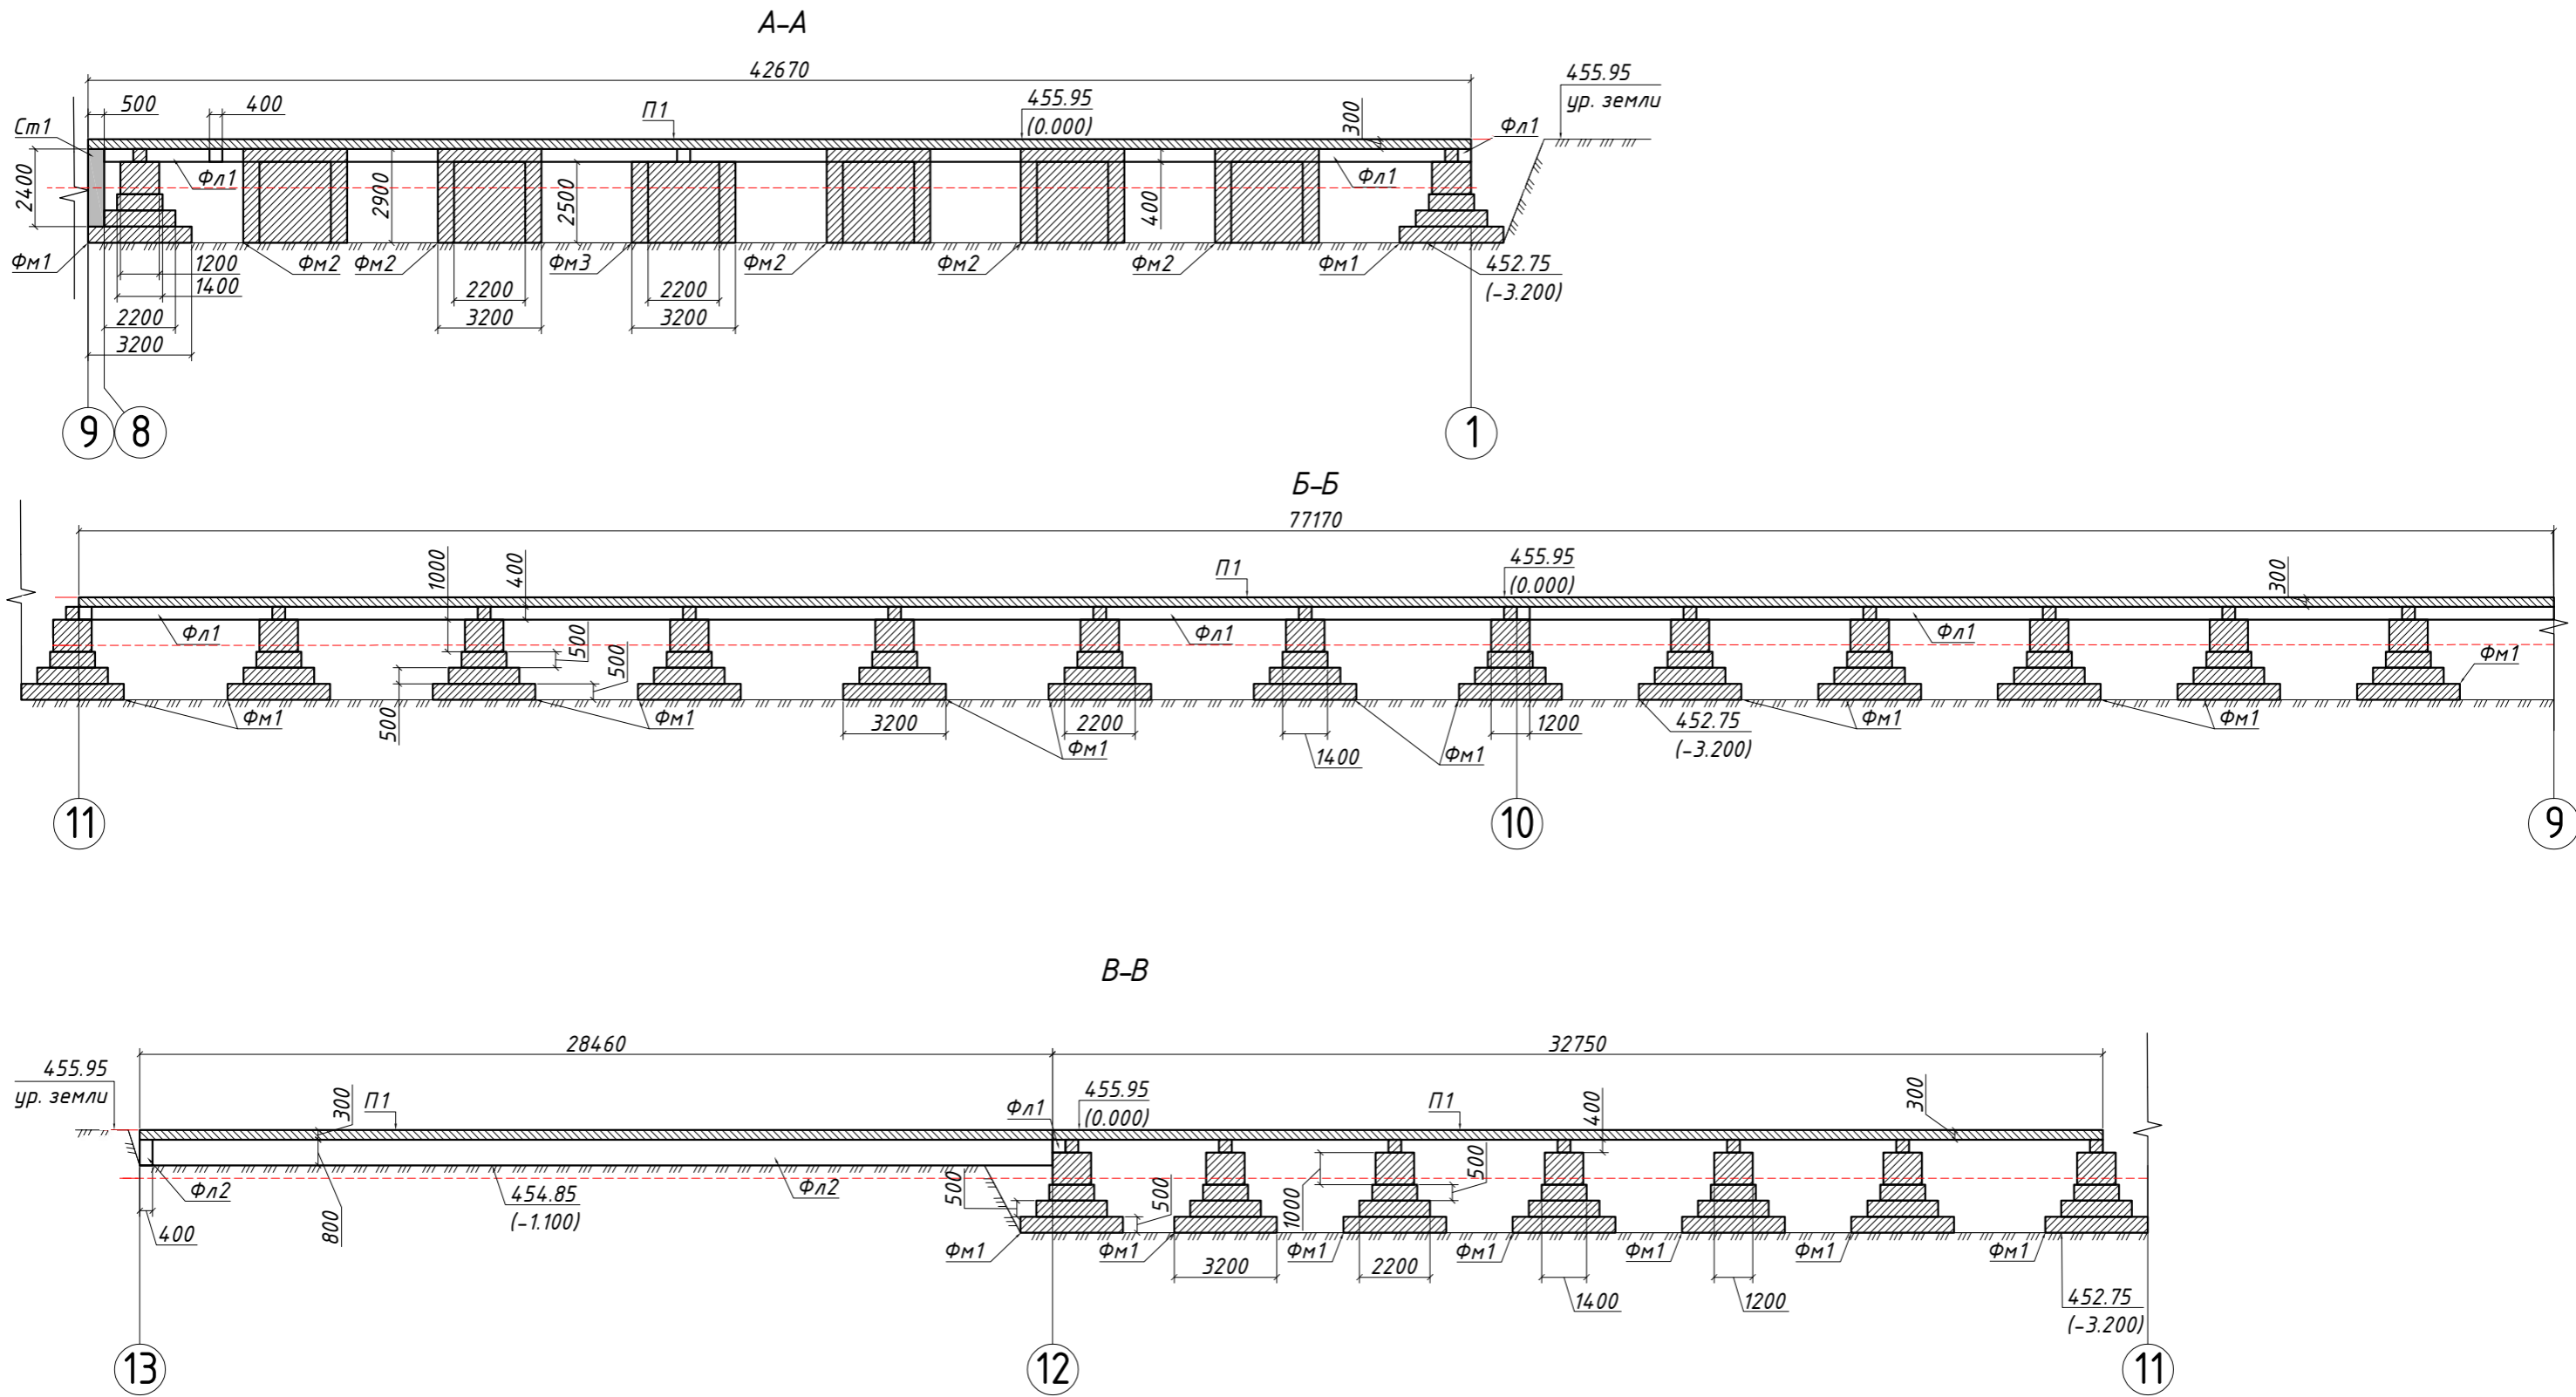 А-А
42670
500
400
Ст1
П1
455.95
(0.000)
300
Фл1
455.95
ур. земли
2400
Фл1
2900
2500
400
Фл1
Фм1
1200
Фм2
Фм2
Фм3
Фм2
Фм2
Фм2
Фм1
452.75
(-3.200)
1400
2200
2200
2200
3200
3200
3200
9
8
1
Б-Б
77170
1000
400
П1
455.95
(0.000)
300
Фл1
500
500
Фл1
Фл1
Фм1
Фм1
500
Фм1
3200
Фм1
2200
1400
Фм1
1200
452.75
(-3.200)
Фм1
Фм1
11
10
9
В-В
28460
32750
455.95
ур. земли
300
П1
Фл1
455.95
(0.000)
П1
400
300
Фл2
400
800
454.85
(-1.100)
Фл2
500
500
1000
500
Фм1
Фм1
Фм1
Фм1
Фм1
Фм1
Фм1
3200
2200
1400
1200
452.75
(-3.200)
13
12
11